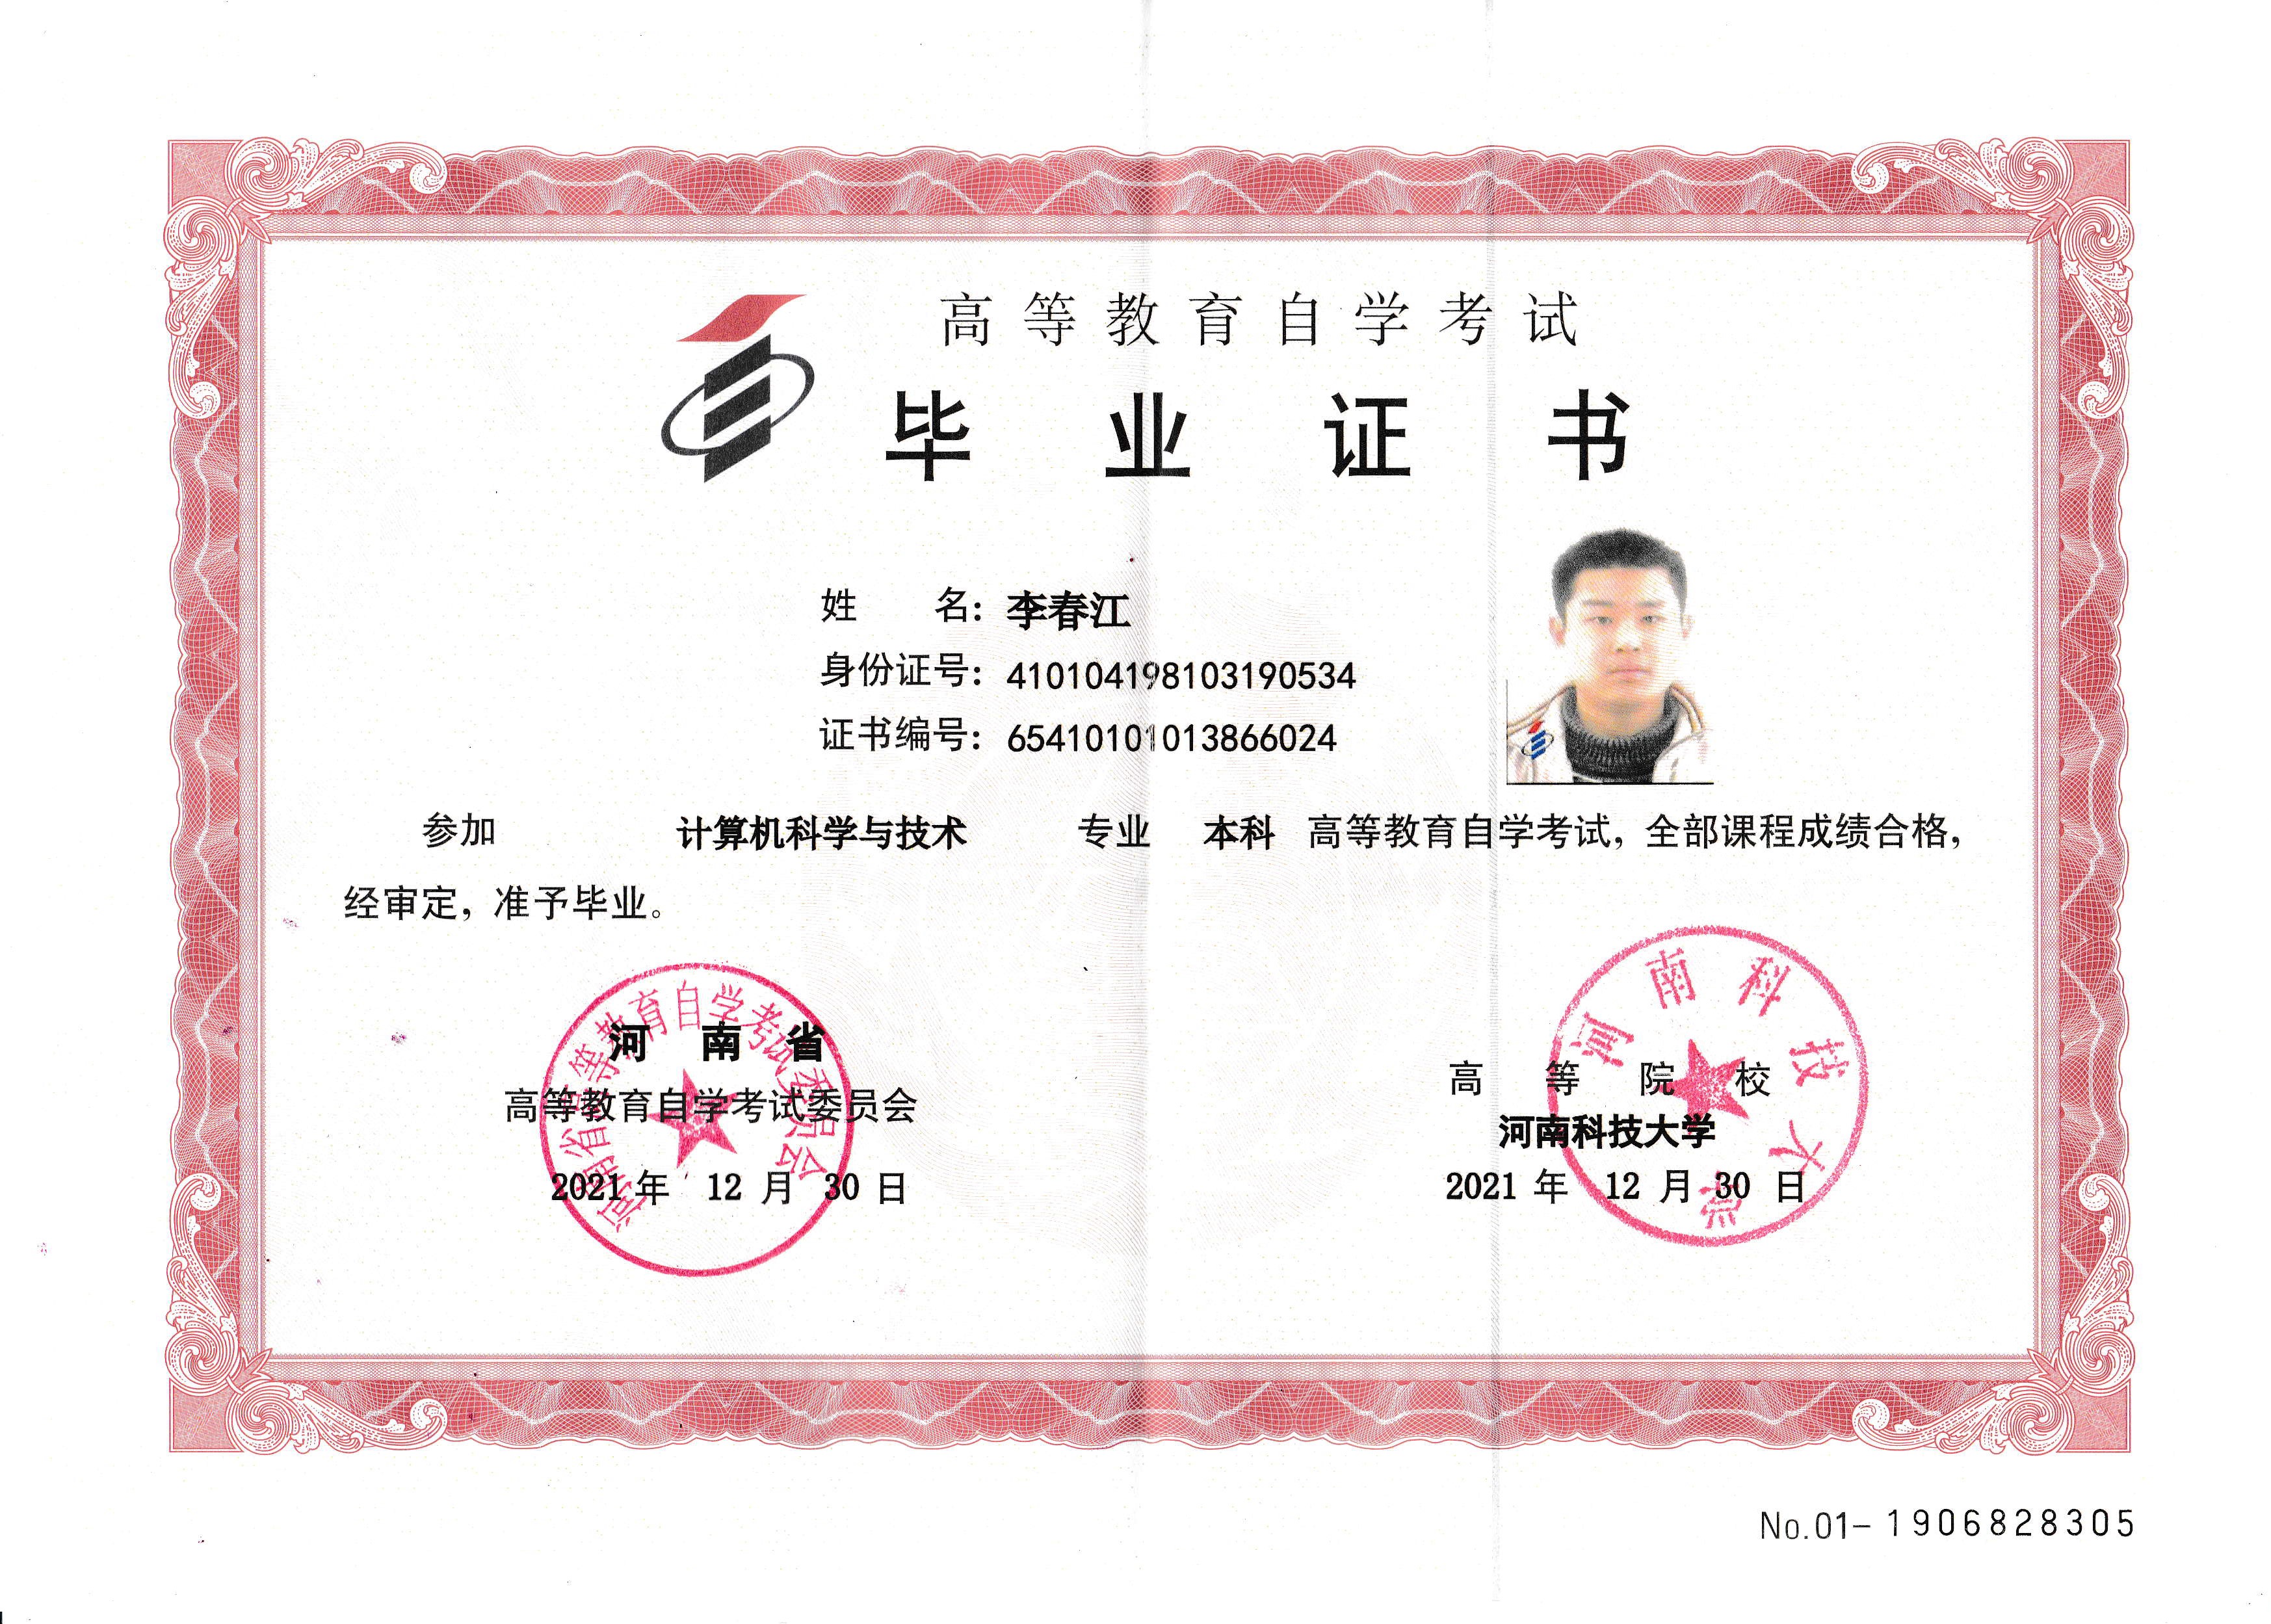 高等教育自学考试
毕业证书
姓名：李春江
身份证号：410104198103190534
证书编号：65410101013866024
参加 计算机科学与技术 专业 本科 高等教育自学考试，全部课程成绩合格，
经审定，准予毕业。
河南省高等教育自学考试委员会
河南省
高等教育自学考试委员会
2021 年 12 月 30 日
河南科技大学
高等院校
河南科技大学
2021 年 12 月 30 日
No.01-1906828305